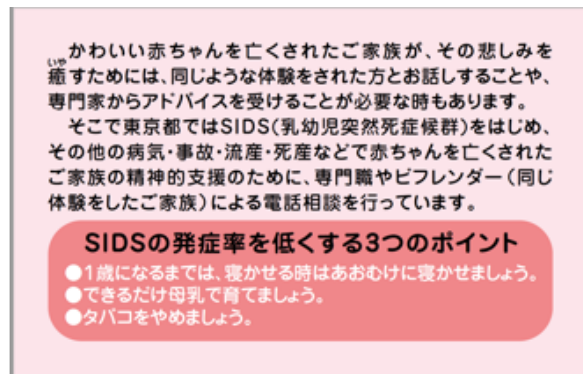 かわいい赤ちゃんを亡くされたご家族が、その悲しみを
癒すためには、同じような体験をされた方とお話しすることや、
専門家からアドバイスを受けることが必要な時もあります。
そこで東京都ではSIDS(乳幼児突然死症候群)をはじめ、
その他の病気・事故・流産・死産などで赤ちゃんを亡くされた
ご家族の精神的支援のために、専門職やビフレンダー(同じ
体験をしたご家族)による電話相談を行っています。
SIDSの発症率を低くする3つのポイント
●1歳になるまでは、寝かせる時はあおむけに寝かせましょう。
●できるだけ母乳で育てましょう。
●タバコをやめましょう。